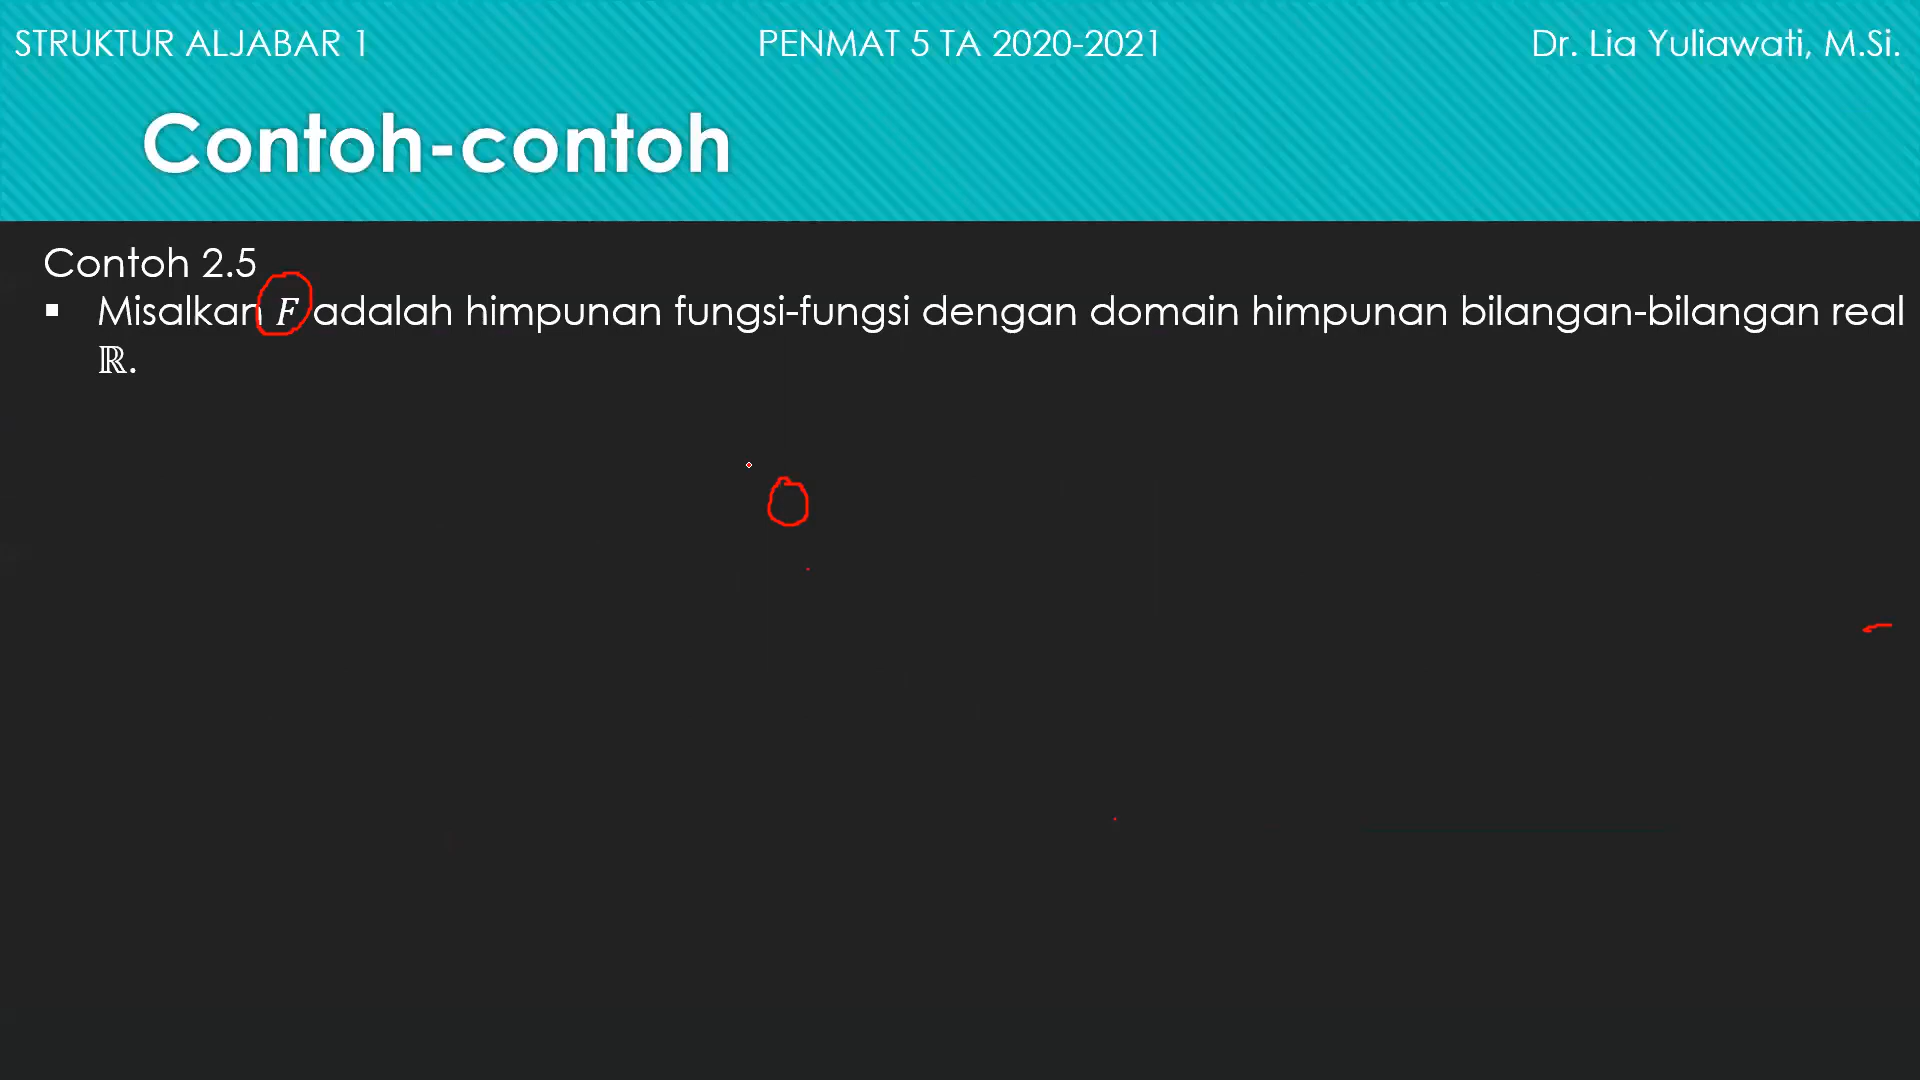 STRUKTUR ALJABAR 1 PENMAT 5 TA 2020-2021 Dr. Lia Yuliawati, M.Si.
Contoh-contoh
Contoh 2.5
▪ Misalkan F adalah himpunan fungsi-fungsi dengan domain himpunan bilangan-bilangan real
ℝ.